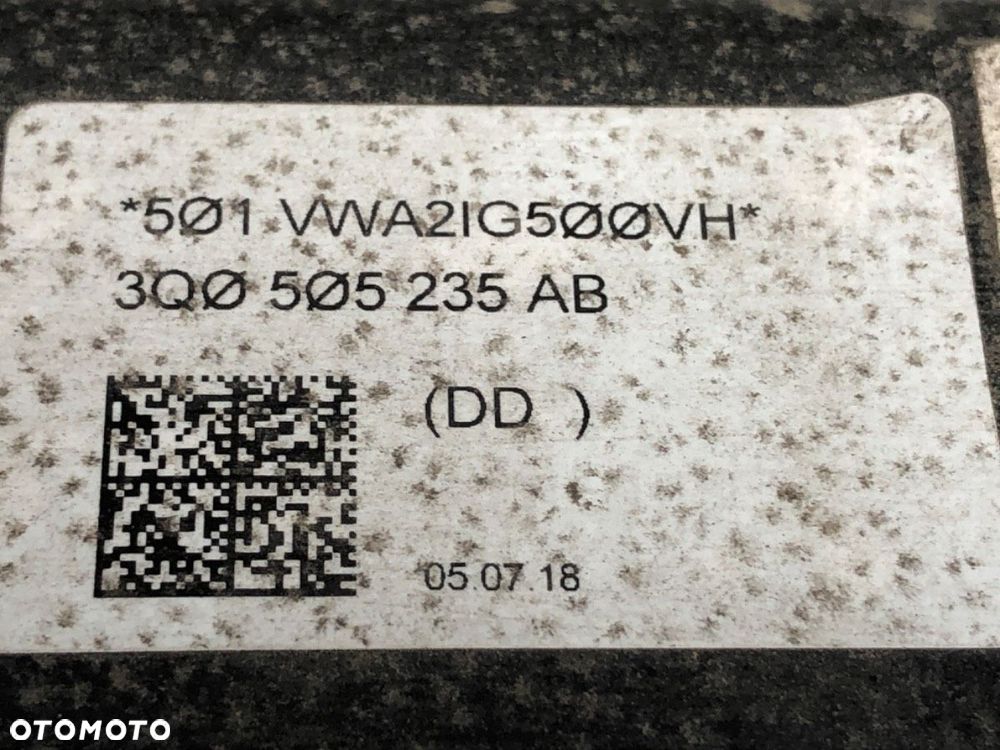 *5Ø1 VWA2IG5ØØVH*
3QØ 5Ø5 235 AB
(DD )
05.07.18
OTOMOTO